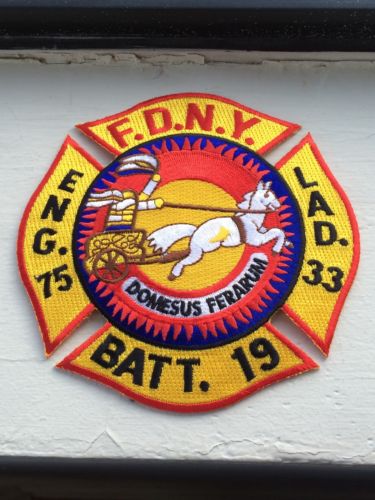 F.D.N.Y.
ENG.
75
LAD.
33
DOMESUS FERARUM
BATT. 19